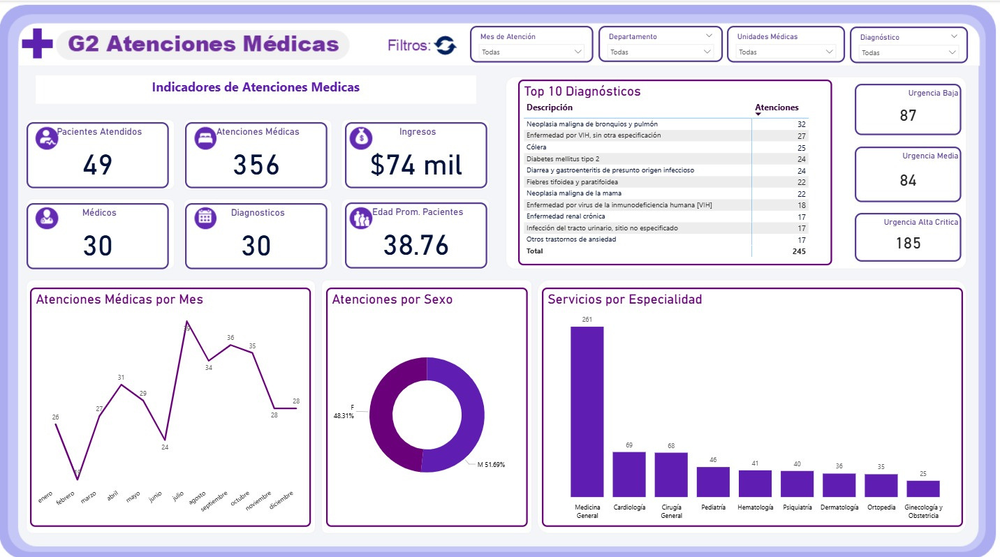 G2 Atenciones Médicas
Filtros:
Mes de Atención
Todas
Departamento
Todas
Unidades Médicas
Todas
Diagnóstico
Todas
Indicadores de Atenciones Medicas
Pacientes Atendidos
49
Atenciones Médicas
356
Ingresos
$74 mil
Médicos
30
Diagnosticos
30
Edad Prom. Pacientes
38.76
Top 10 Diagnósticos
Descripción Atenciones
Neoplasia maligna de bronquios y pulmón 32
Enfermedad por VIH, sin otra especificación 27
Cólera 25
Diabetes mellitus tipo 2 24
Diarrea y gastroenteritis de presunto origen infeccioso 24
Fiebres tifoidea y paratifoidea 22
Neoplasia maligna de la mama 22
Enfermedad por virus de la inmunodeficiencia humana [VIH] 18
Enfermedad renal crónica 17
Infección del tracto urinario, sitio no especificado 17
Otros trastornos de ansiedad 17
Total 245
Urgencia Baja
87
Urgencia Media
84
Urgencia Alta Critica
185
Atenciones Médicas por Mes
26
27
31
29
24
39
34
36
35
28
28
enero
febrero
marzo
abril
mayo
junio
julio
agosto
septiembre
octubre
noviembre
diciembre
Atenciones por Sexo
F
48.31%
M 51.69%
Servicios por Especialidad
261
69
68
46
41
40
36
35
25
Medicina General
Cardiología
Cirugía General
Pediatría
Hematología
Psiquiatría
Dermatología
Ortopedia
Ginecología y Obstetricia